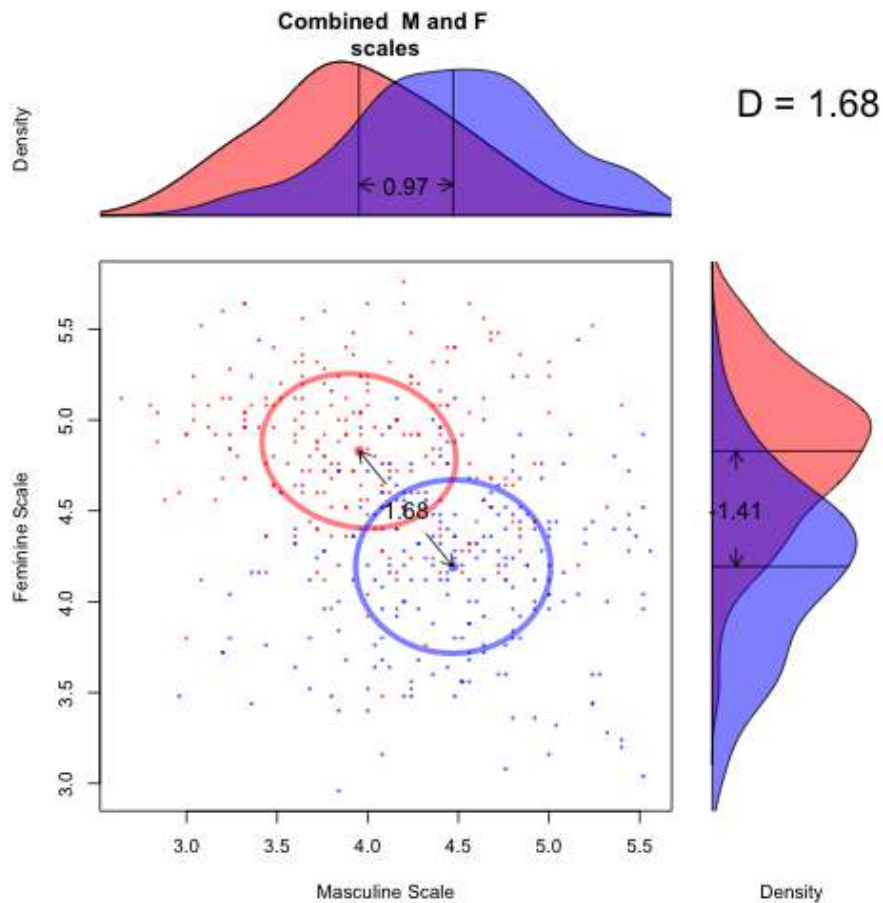 Combined M and F
scales
Density
D = 1.68
0.97
5.5
5.0
4.5
4.0
3.5
3.0
Feminine Scale
1.68
-1.41
3.0 3.5 4.0 4.5 5.0 5.5
Masculine Scale
Density